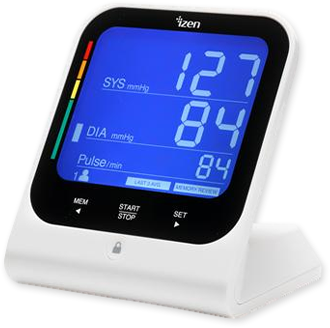 izen
SYS mmHg 127
DIA mmHg 84
Pulse/min 84
1 LAST 3 AVG MEMORY REVIEW
MEM START STOP SET